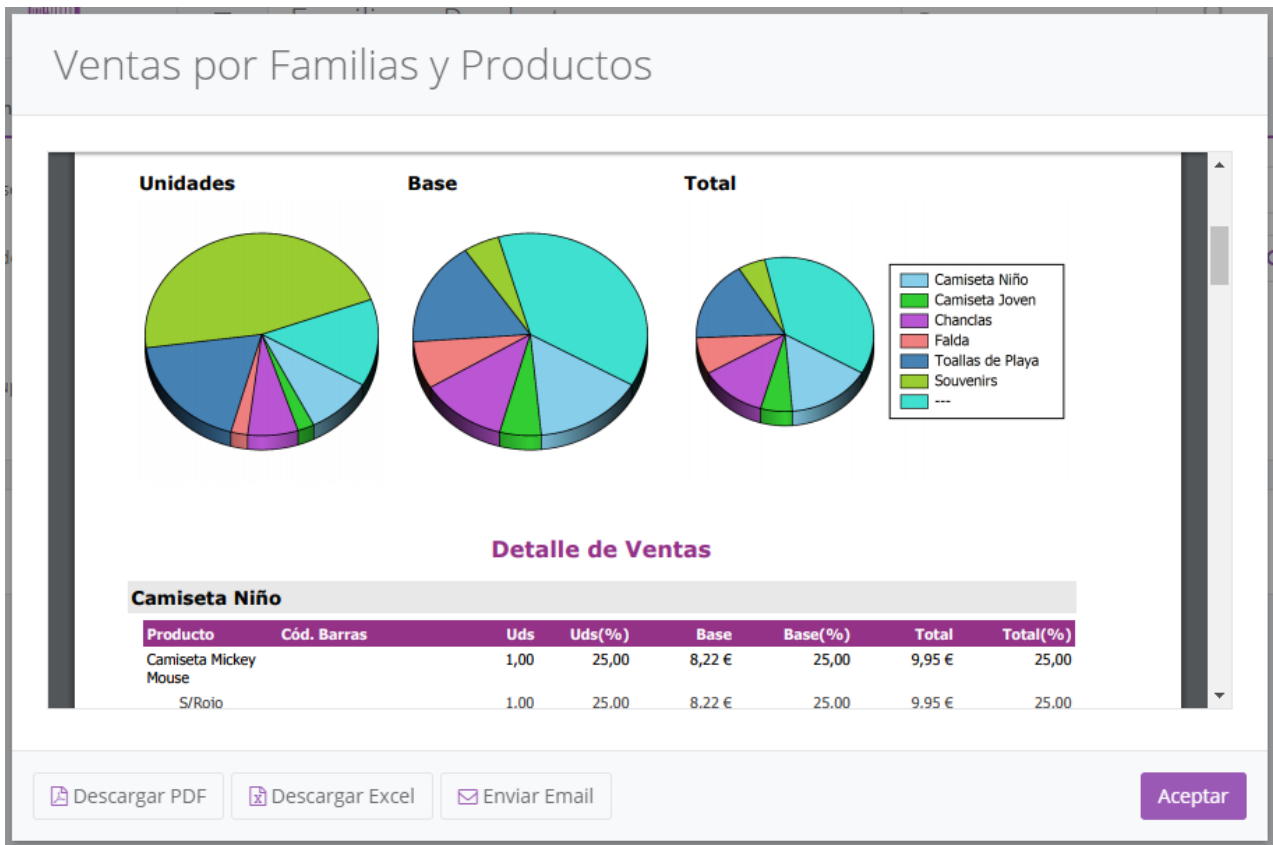 Ventas por Familias y Productos
Unidades Base Total
Camiseta Niño
Camiseta Joven
Chanclas
Falda
Toallas de Playa
Souvenirs
---
Detalle de Ventas
Camiseta Niño
Producto Cód. Barras Uds Uds(%) Base Base(%) Total Total(%)
Camiseta Mickey 1,00 25,00 8,22 € 25,00 9,95 € 25,00
Mouse
S/Rojo 1,00 25,00 8,22 € 25,00 9,95 € 25,00
Descargar PDF Descargar Excel Enviar Email Aceptar